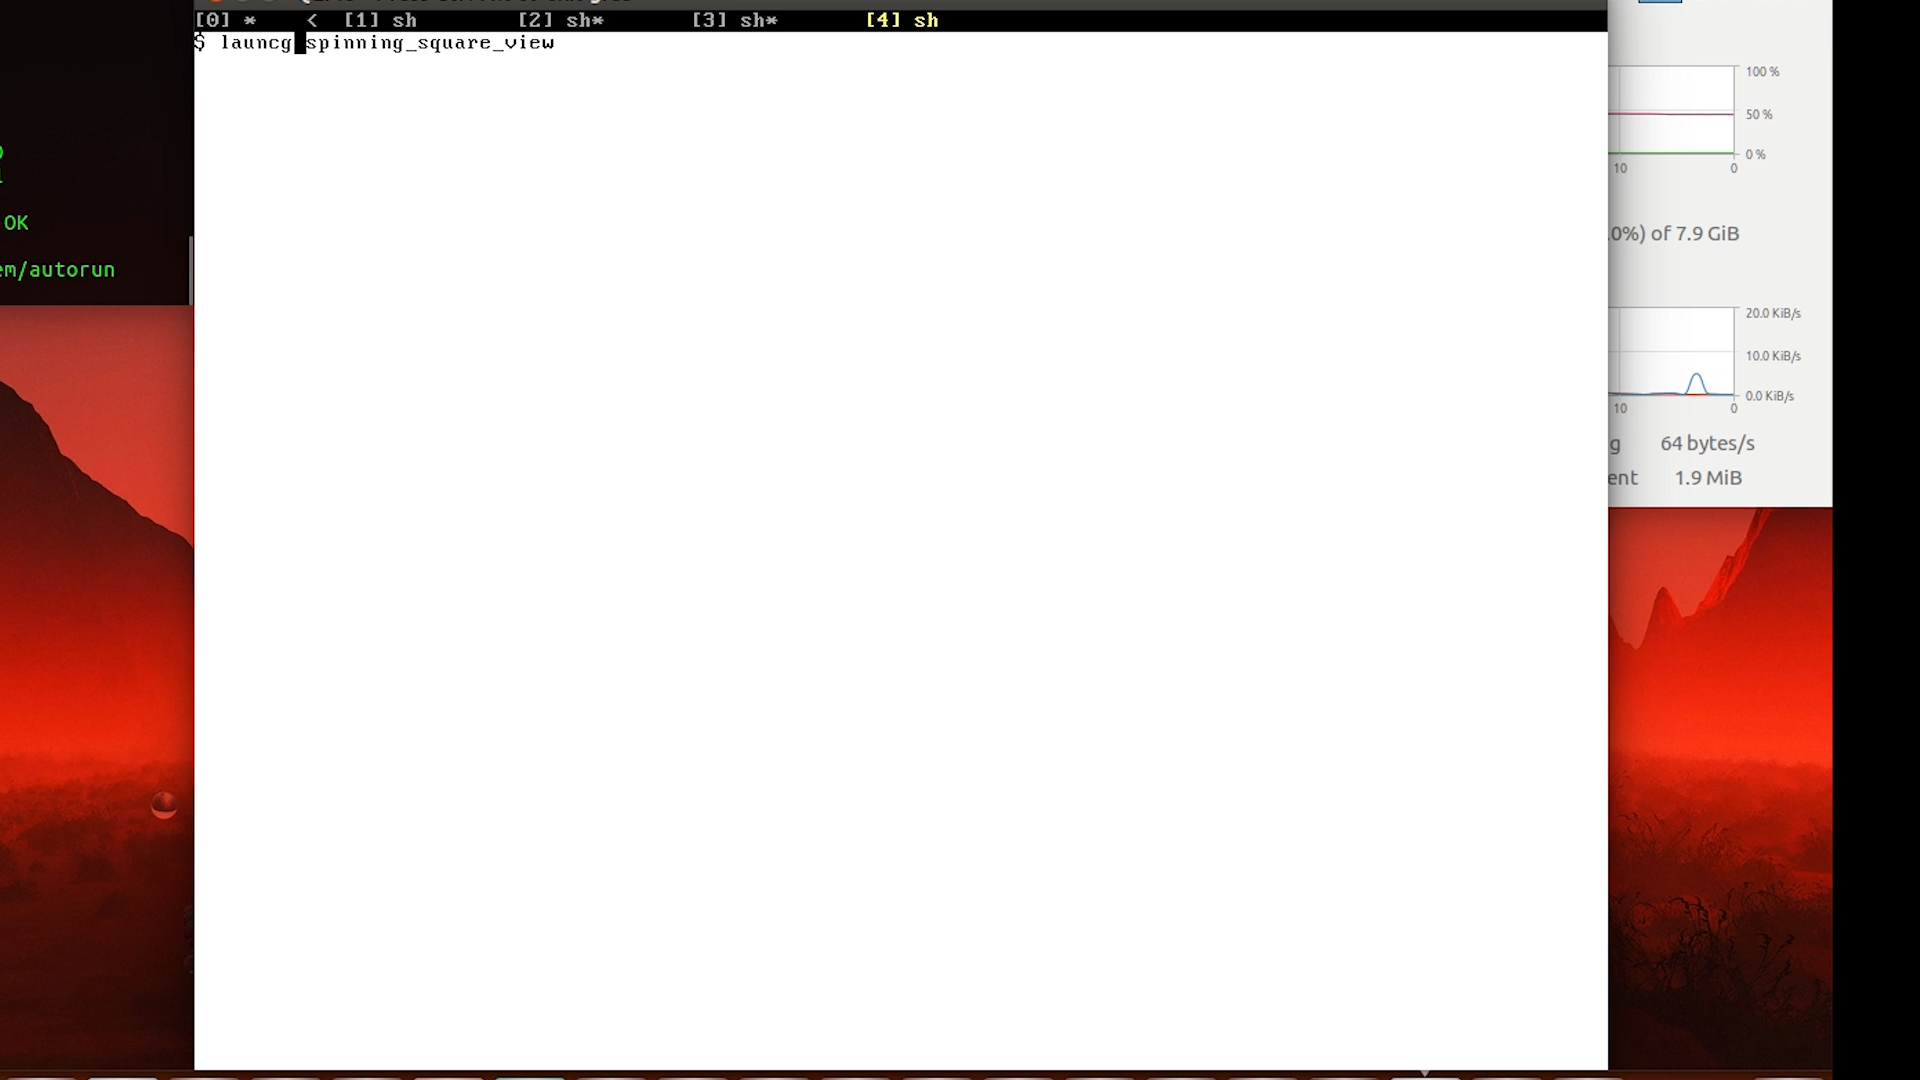 [0] * < [1] sh [2] sh* [3] sh* [4] sh
$ launcg spinning_square_view
OK
em/autorun
100 %
50 %
0 %
10 0
0%) of 7.9 GiB
20.0 KiB/s
10.0 KiB/s
0.0 KiB/s
10 0
g 64 bytes/s
ent 1.9 MiB